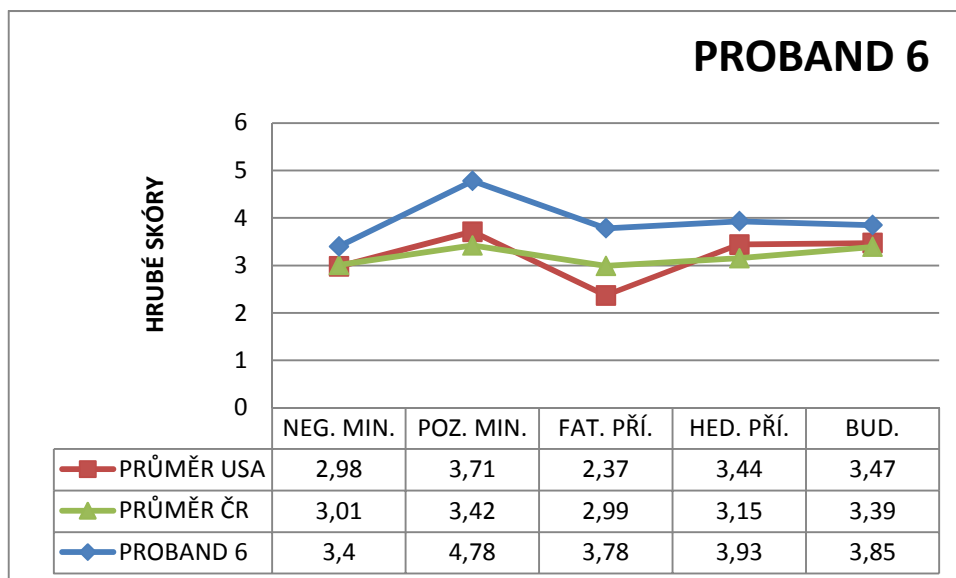 PROBAND 6
HRUBÉ SKÓRY
6
5
4
3
2
1
0
NEG. MIN. POZ. MIN. FAT. PŘÍ. HED. PŘÍ. BUD.
PRŮMĚR USA 2,98 3,71 2,37 3,44 3,47
PRŮMĚR ČR 3,01 3,42 2,99 3,15 3,39
PROBAND 6 3,4 4,78 3,78 3,93 3,85